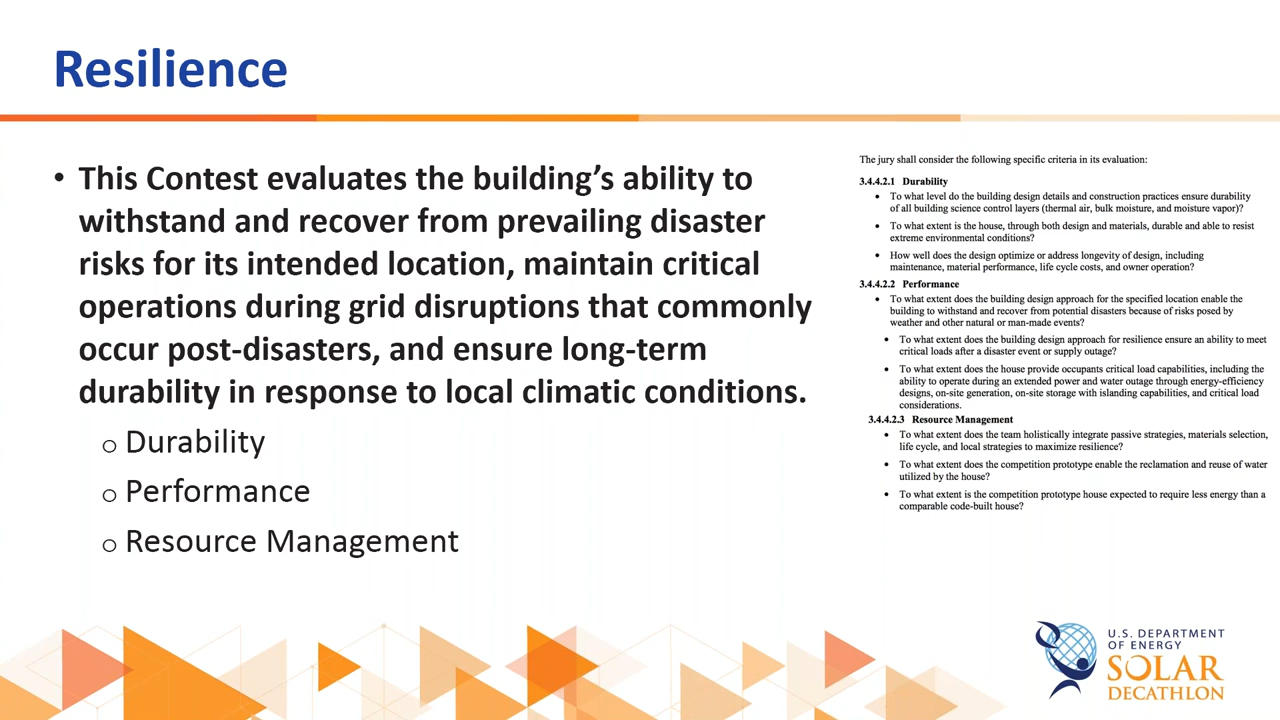 Resilience
• This Contest evaluates the building’s ability to
withstand and recover from prevailing disaster
risks for its intended location, maintain critical
operations during grid disruptions that commonly
occur post-disasters, and ensure long-term
durability in response to local climatic conditions.
o Durability
o Performance
o Resource Management
The jury shall consider the following specific criteria in its evaluation:
3.4.4.2.1 Durability
• To what level do the building design details and construction practices ensure durability
of all building science control layers (thermal air, bulk moisture, and moisture vapor)?
• To what extent is the house, through both design and materials, durable and able to resist
extreme environmental conditions?
• How well does the design optimize or address longevity of design, including
maintenance, material performance, life cycle costs, and owner operation?
3.4.4.2.2 Performance
• To what extent does the building design approach for the specified location enable the
building to withstand and recover from potential disasters because of risks posed by
weather and other natural or man-made events?
• To what extent does the building design approach for resilience ensure an ability to meet
critical loads after a disaster event or supply outage?
• To what extent does the house provide occupants critical load capabilities, including the
ability to operate during an extended power and water outage through energy-efficiency
designs, on-site generation, on-site storage with islanding capabilities, and critical load
considerations.
3.4.4.2.3 Resource Management
• To what extent does the team holistically integrate passive strategies, materials selection,
life cycle, and local strategies to maximize resilience?
• To what extent does the competition prototype enable the reclamation and reuse of water
utilized by the house?
• To what extent is the competition prototype house expected to require less energy than a
comparable code-built house?
U.S. DEPARTMENT
OF ENERGY
SOLAR
DECATHLON